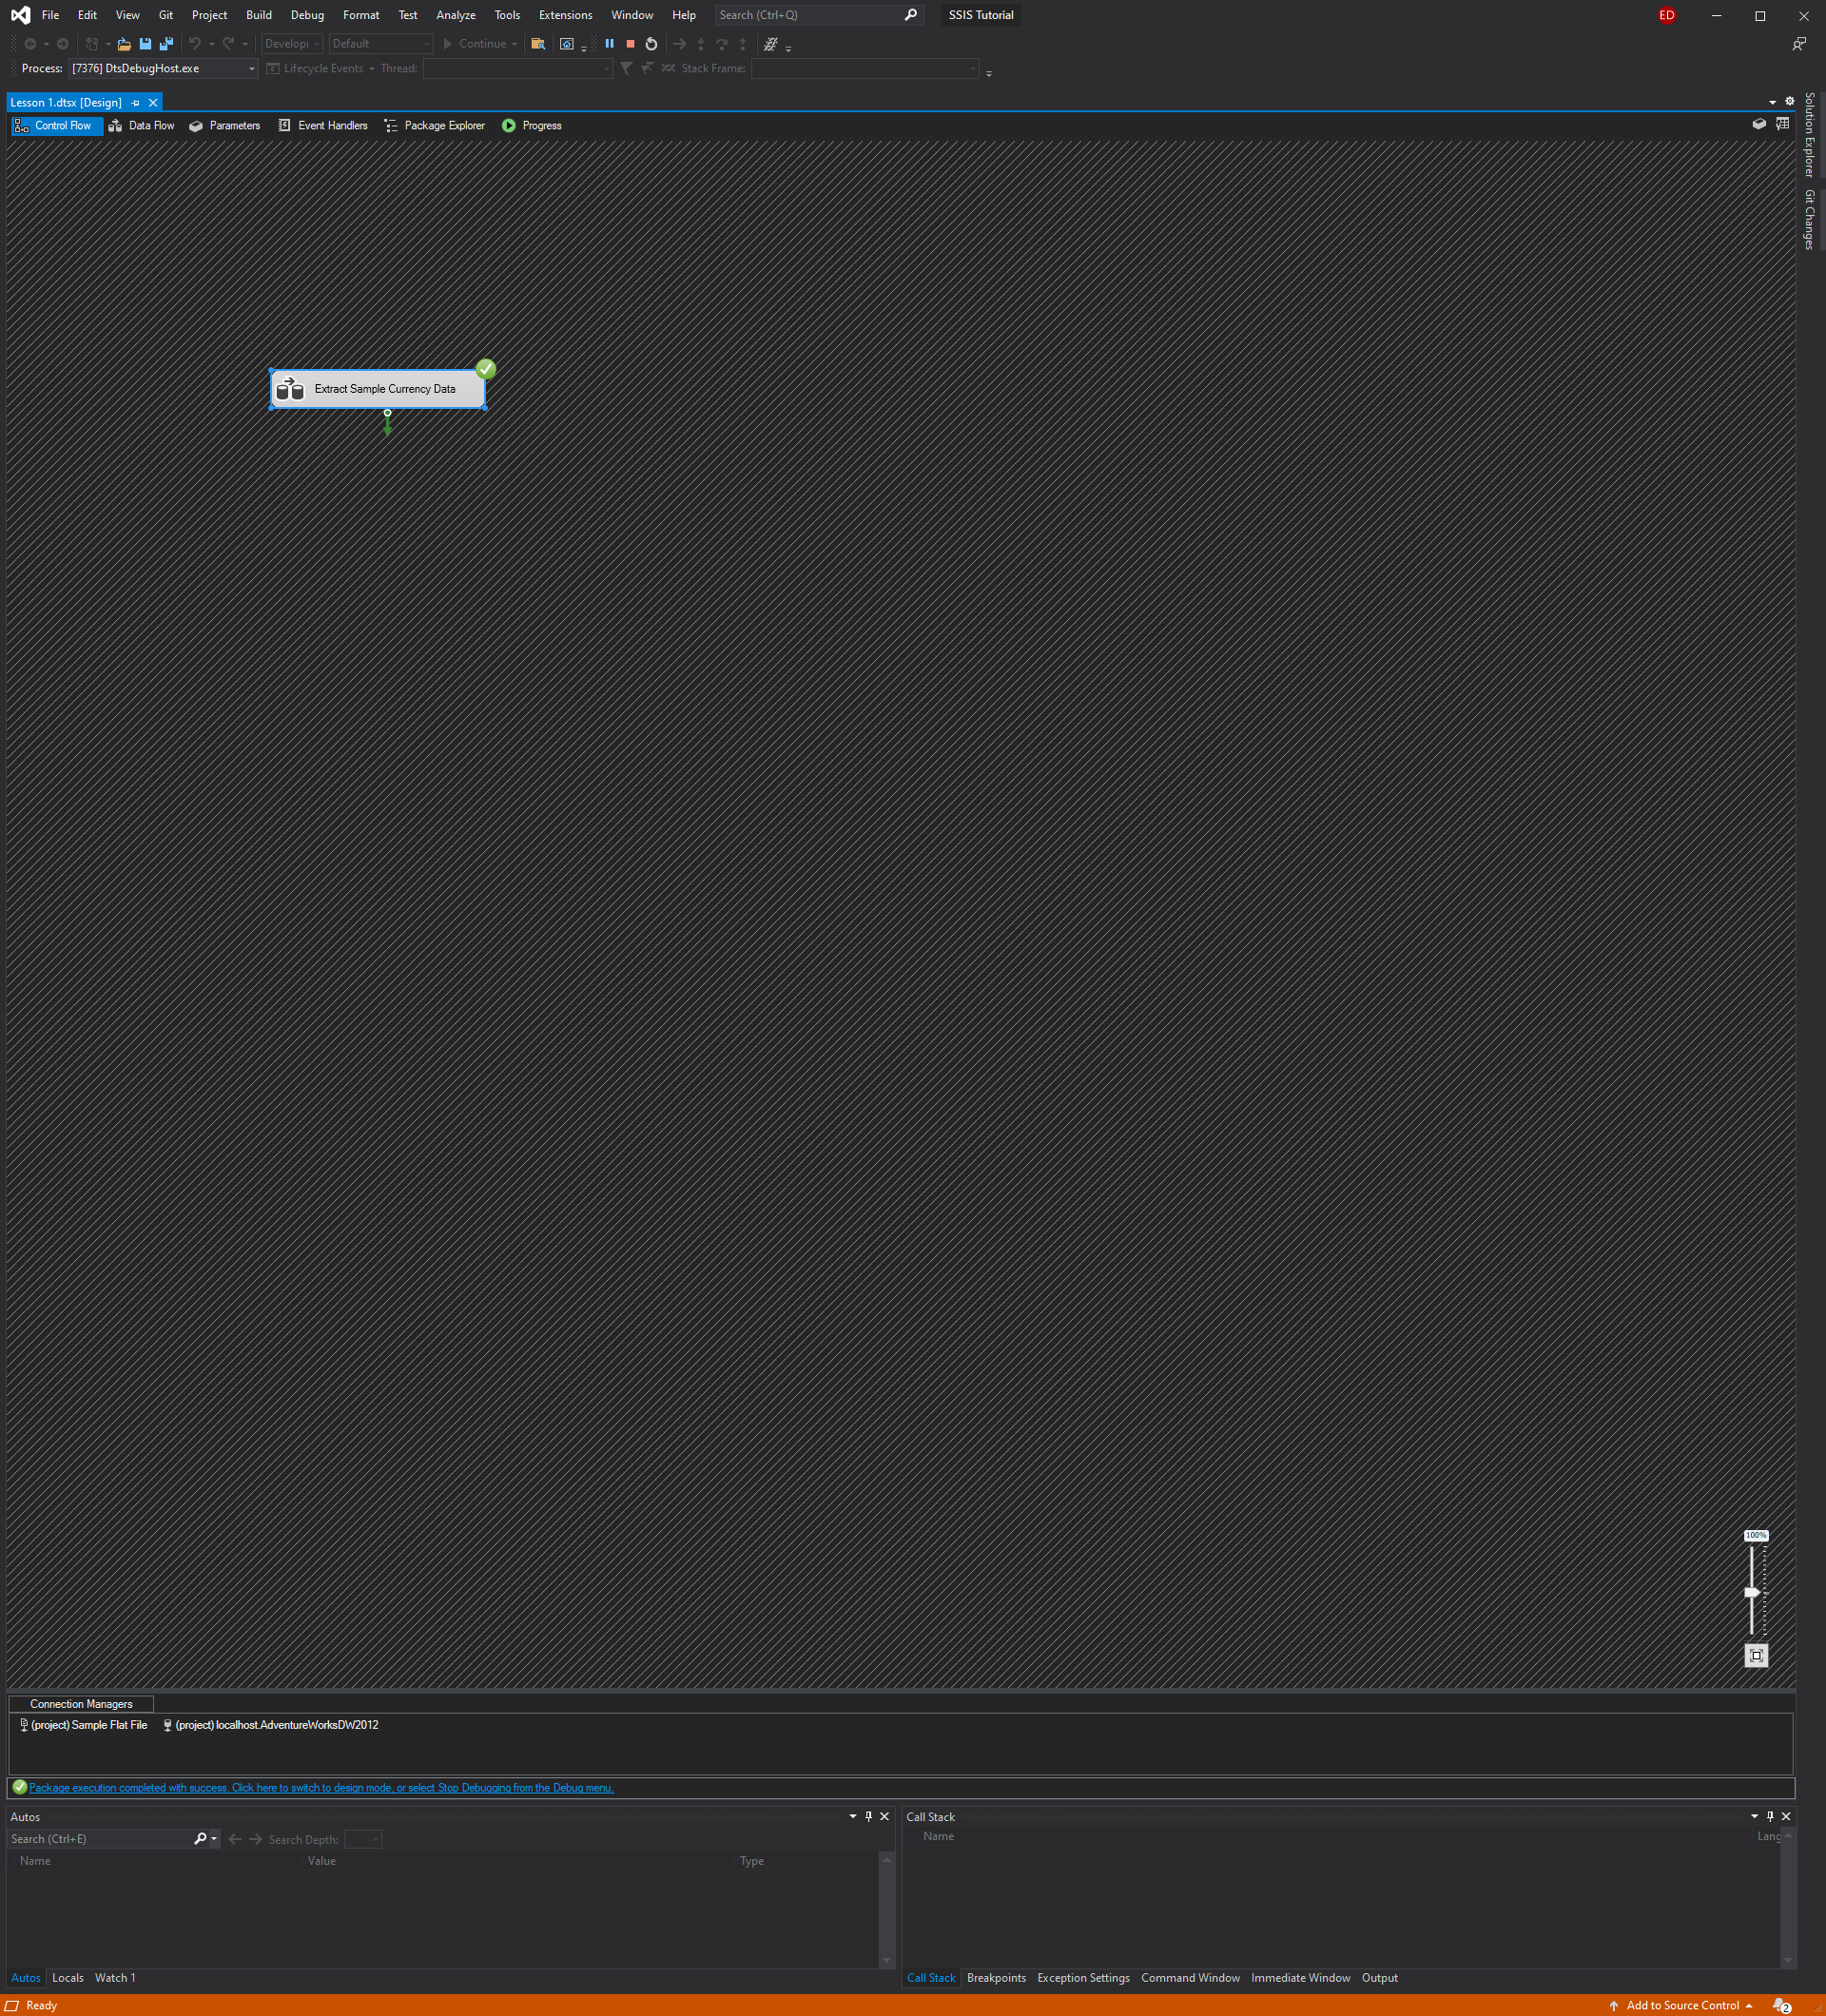 File Edit View Git Project Build Debug Format Test Analyze Tools Extensions Window Help Search (Ctrl+Q) SSIS Tutorial ED
Developi Default Continue
Process: [7376] DtsDebugHost.exe Lifecycle Events Thread: Stack Frame:
Lesson 1.dtsx [Design]
Control Flow Data Flow Parameters Event Handlers Package Explorer Progress
Solution Explorer
Git Changes
Extract Sample Currency Data
100%
Connection Managers
(project) Sample Flat File (project) localhost.AdventureWorksDW2012
Package execution completed with success. Click here to switch to design mode, or select Stop Debugging from the Debug menu.
Autos
Search (Ctrl+E) Search Depth:
Name Value Type
Autos Locals Watch 1
Call Stack
Name Lang
Call Stack Breakpoints Exception Settings Command Window Immediate Window Output
Ready Add to Source Control 2